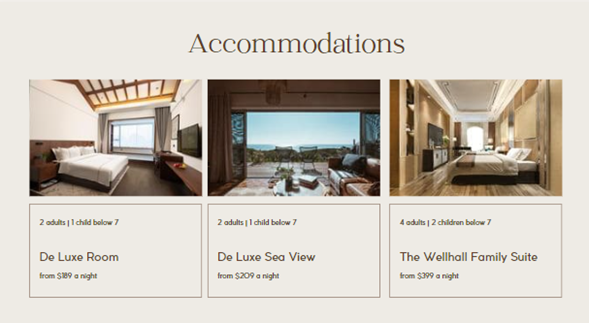 Accommodations
2 adults | 1 child below 7
De Luxe Room
from $189 a night
2 adults | 1 child below 7
De Luxe Sea View
from $209 a night
4 adults | 2 children below 7
The Wellhall Family Suite
from $399 a night